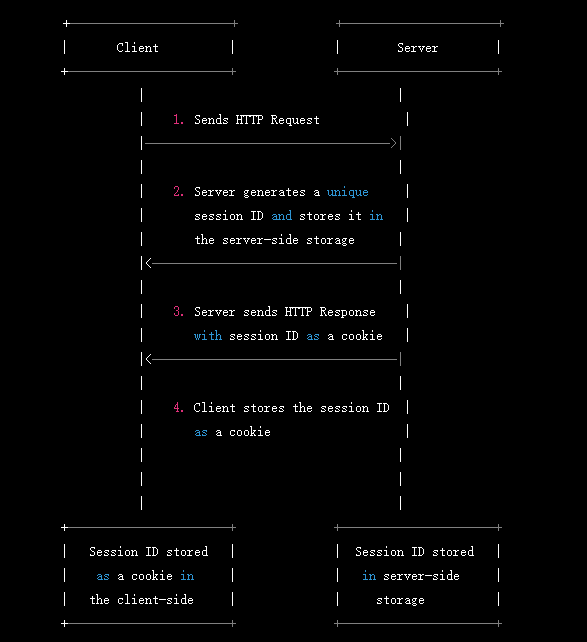 Client
Server
1. Sends HTTP Request
2. Server generates a unique
session ID and stores it in
the server-side storage
3. Server sends HTTP Response
with session ID as a cookie
4. Client stores the session ID
as a cookie
Session ID stored
as a cookie in
the client-side
Session ID stored
in server-side
storage